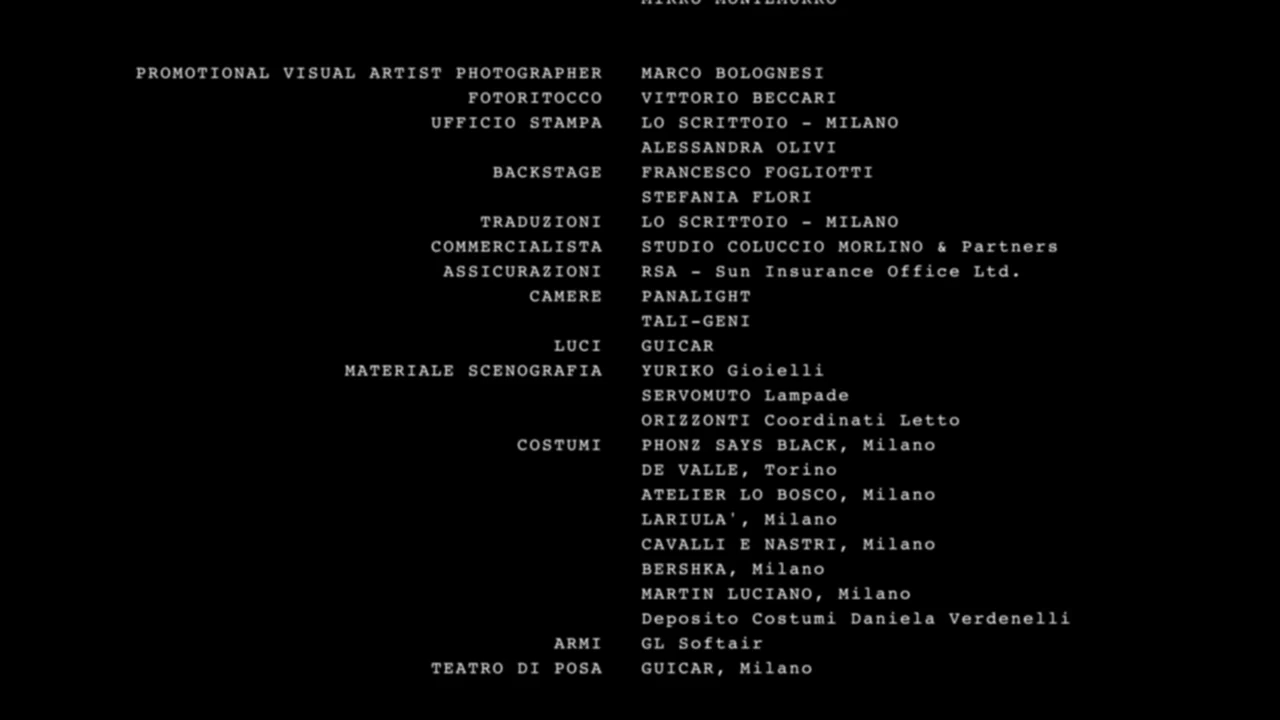 PROMOTIONAL VISUAL ARTIST PHOTOGRAPHER MARCO BOLOGNESI
FOTORITOCCO VITTORIO BECCARI
UFFICIO STAMPA LO SCRITTOIO - MILANO
ALESSANDRA OLIVI
BACKSTAGE FRANCESCO FOGLIOTTI
STEFANIA FLORI
TRADUZIONI LO SCRITTOIO - MILANO
COMMERCIALISTA STUDIO COLUCCIO MORLINO & Partners
ASSICURAZIONI RSA - Sun Insurance Office Ltd.
CAMERE PANALIGHT
TALI-GENI
LUCI GUICAR
MATERIALE SCENOGRAFIA YURIKO Gioielli
SERVOMUTO Lampade
ORIZZONTI Coordinati Letto
COSTUMI PHONZ SAYS BLACK, Milano
DE VALLE, Torino
ATELIER LO BOSCO, Milano
LARIULA', Milano
CAVALLI E NASTRI, Milano
BERSHKA, Milano
MARTIN LUCIANO, Milano
Deposito Costumi Daniela Verdenelli
ARMI GL Softair
TEATRO DI POSA GUICAR, Milano